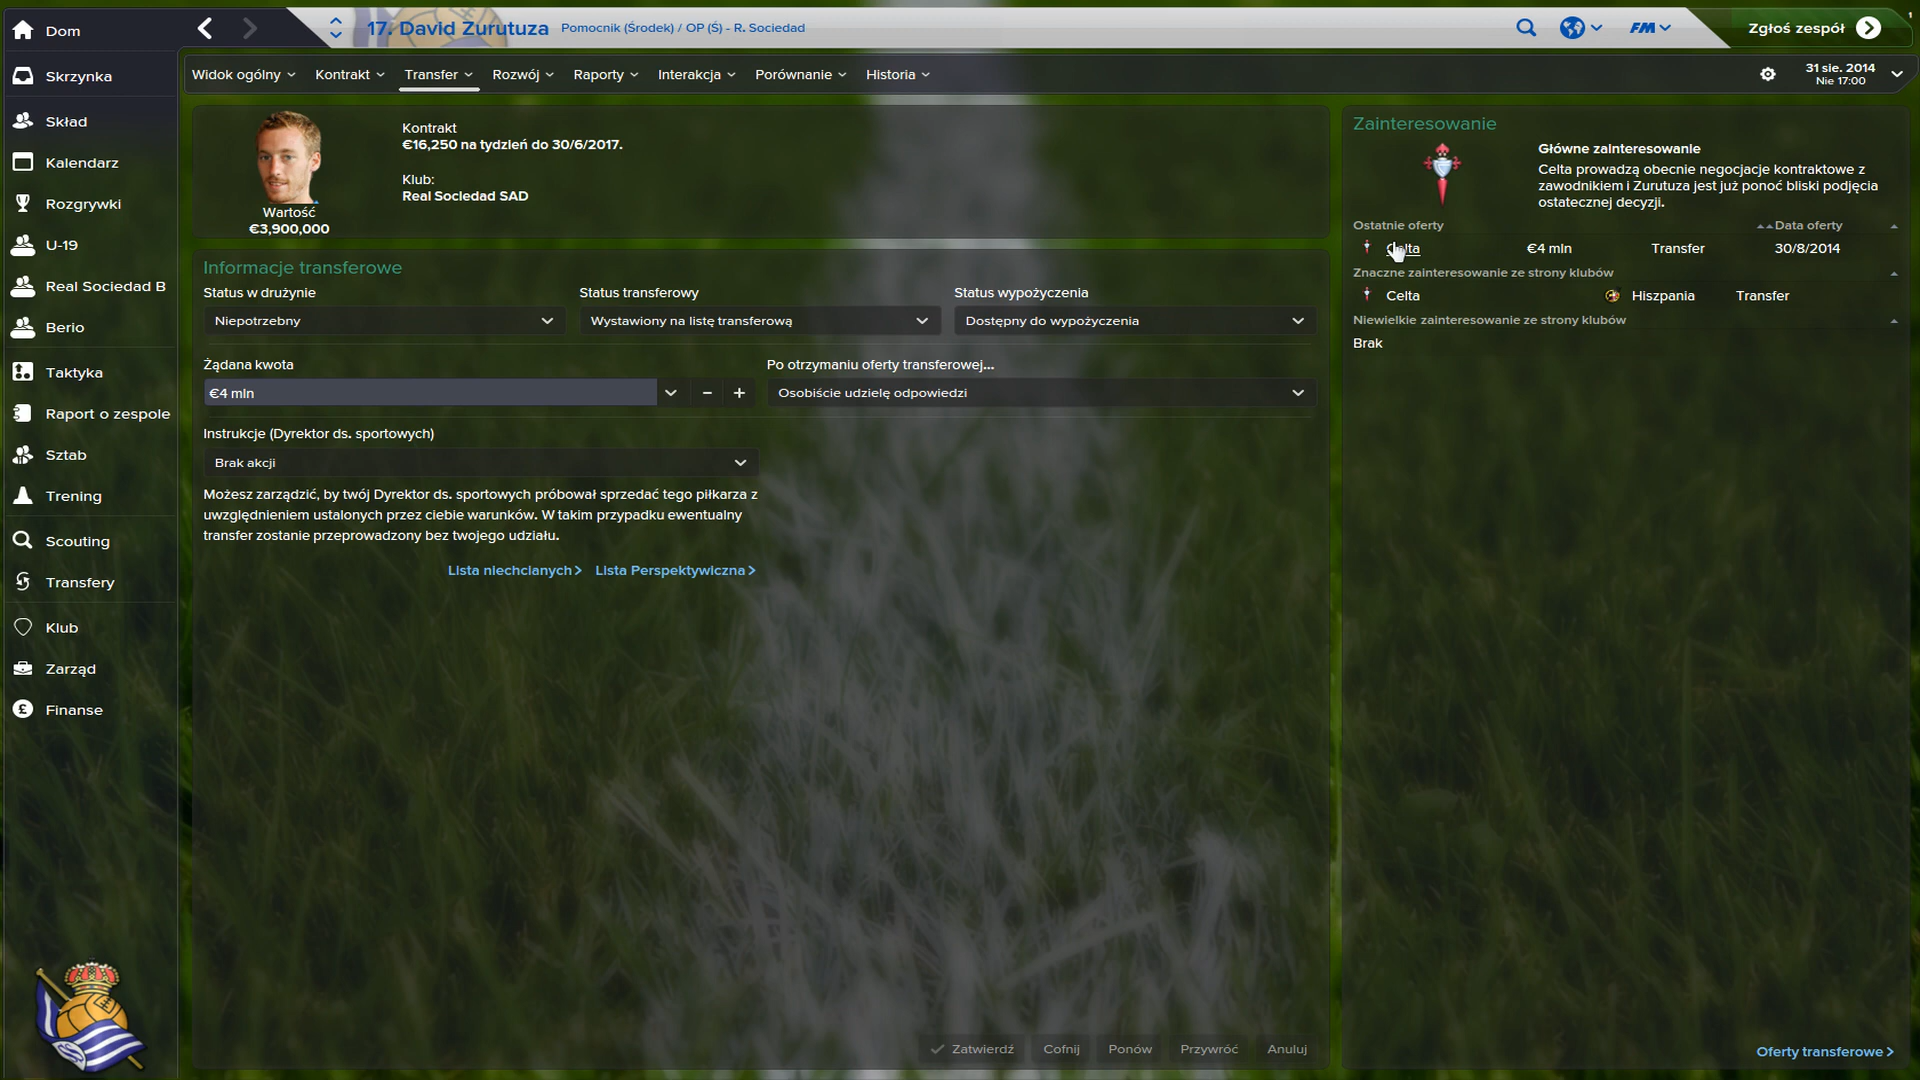 Dom
17. David Zurutuza
Pomocnik (Środek) / OP (Ś) - R. Sociedad
FM
Zgłoś zespół
1
Skrzynka
Widok ogólny
Kontrakt
Transfer
Rozwój
Raporty
Interakcja
Porównanie
Historia
31 sie. 2014
Nie 17:00
Skład
Kalendarz
Rozgrywki
U-19
Real Sociedad B
Berio
Taktyka
Raport o zespole
Sztab
Trening
Scouting
Transfery
Klub
Zarząd
Finanse
Wartość
€3,900,000
Kontrakt
€16,250 na tydzień do 30/6/2017.
Klub:
Real Sociedad SAD
Informacje transferowe
Status w drużynie
Status transferowy
Status wypożyczenia
Niepotrzebny
Wystawiony na listę transferową
Dostępny do wypożyczenia
Żądana kwota
Po otrzymaniu oferty transferowej...
€4 mln
Osobiście udzielę odpowiedzi
Instrukcje (Dyrektor ds. sportowych)
Brak akcji
Możesz zarządzić, by twój Dyrektor ds. sportowych próbował sprzedać tego piłkarza z
uwzględnieniem ustalonych przez ciebie warunków. W takim przypadku ewentualny
transfer zostanie przeprowadzony bez twojego udziału.
Lista niechcianych
Lista Perspektywiczna
Zatwierdź
Cofnij
Ponów
Przywróć
Anuluj
Zainteresowanie
Główne zainteresowanie
Celta prowadzą obecnie negocjacje kontraktowe z
zawodnikiem i Zurutuza jest już ponoć bliski podjęcia
ostatecznej decyzji.
Ostatnie oferty
Data oferty
Celta €4 mln Transfer 30/8/2014
Znaczne zainteresowanie ze strony klubów
Celta Hiszpania Transfer
Niewielkie zainteresowanie ze strony klubów
Brak
Oferty transferowe